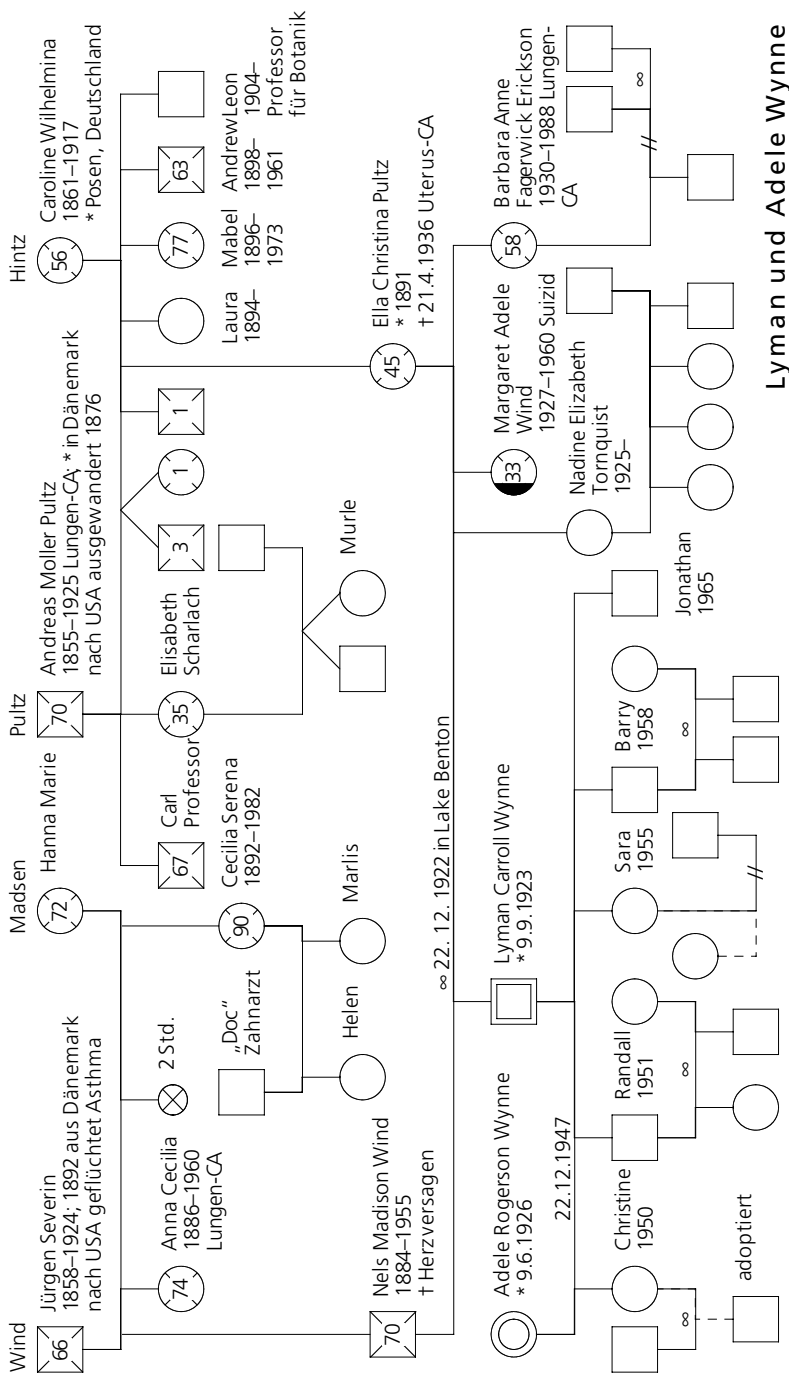 Wind
66
Jürgen Severin
1858–1924; 1892 aus Dänemark
nach USA geflüchtet Asthma
Madsen
72
Hanna Marie
Pultz
70
Andreas Moller Pultz
1855–1925 Lungen-CA; * in Dänemark
nach USA ausgewandert 1876
Hintz
56
Caroline Wilhelmina
1861–1917
* Posen, Deutschland
74
Anna Cecilia
1886–1960
Lungen-CA
2 Std.
„Doc“
Zahnarzt
90
Cecilia Serena
1892–1982
Helen
Marlis
67
Carl
Professor
35
Elisabeth
Scharlach
Murle
3
1
1
Laura
1894–
77
Mabel
1896–
1973
63
Andrew
1898–
1961
Leon
1904–
Professor
für Botanik
70
Nels Madison Wind
1884–1955
† Herzversagen
∞ 22. 12. 1922 in Lake Benton
45
Ella Christina Pultz
* 1891
† 21.4.1936 Uterus-CA
Adele Rogerson Wynne
* 9.6.1926
22.12.1947
Lyman Carroll Wynne
* 9.9.1923
Nadine Elizabeth
Tornquist
1925–
33
Margaret Adele
Wind
1927–1960 Suizid
58
Barbara Anne
Fagerwick Erickson
1930–1988 Lungen-
CA
∞
//
Christine
1950
∞
adoptiert
Randall
1951
∞
Sara
1955
//
Barry
1958
∞
Jonathan
1965
Lyman und Adele Wynne